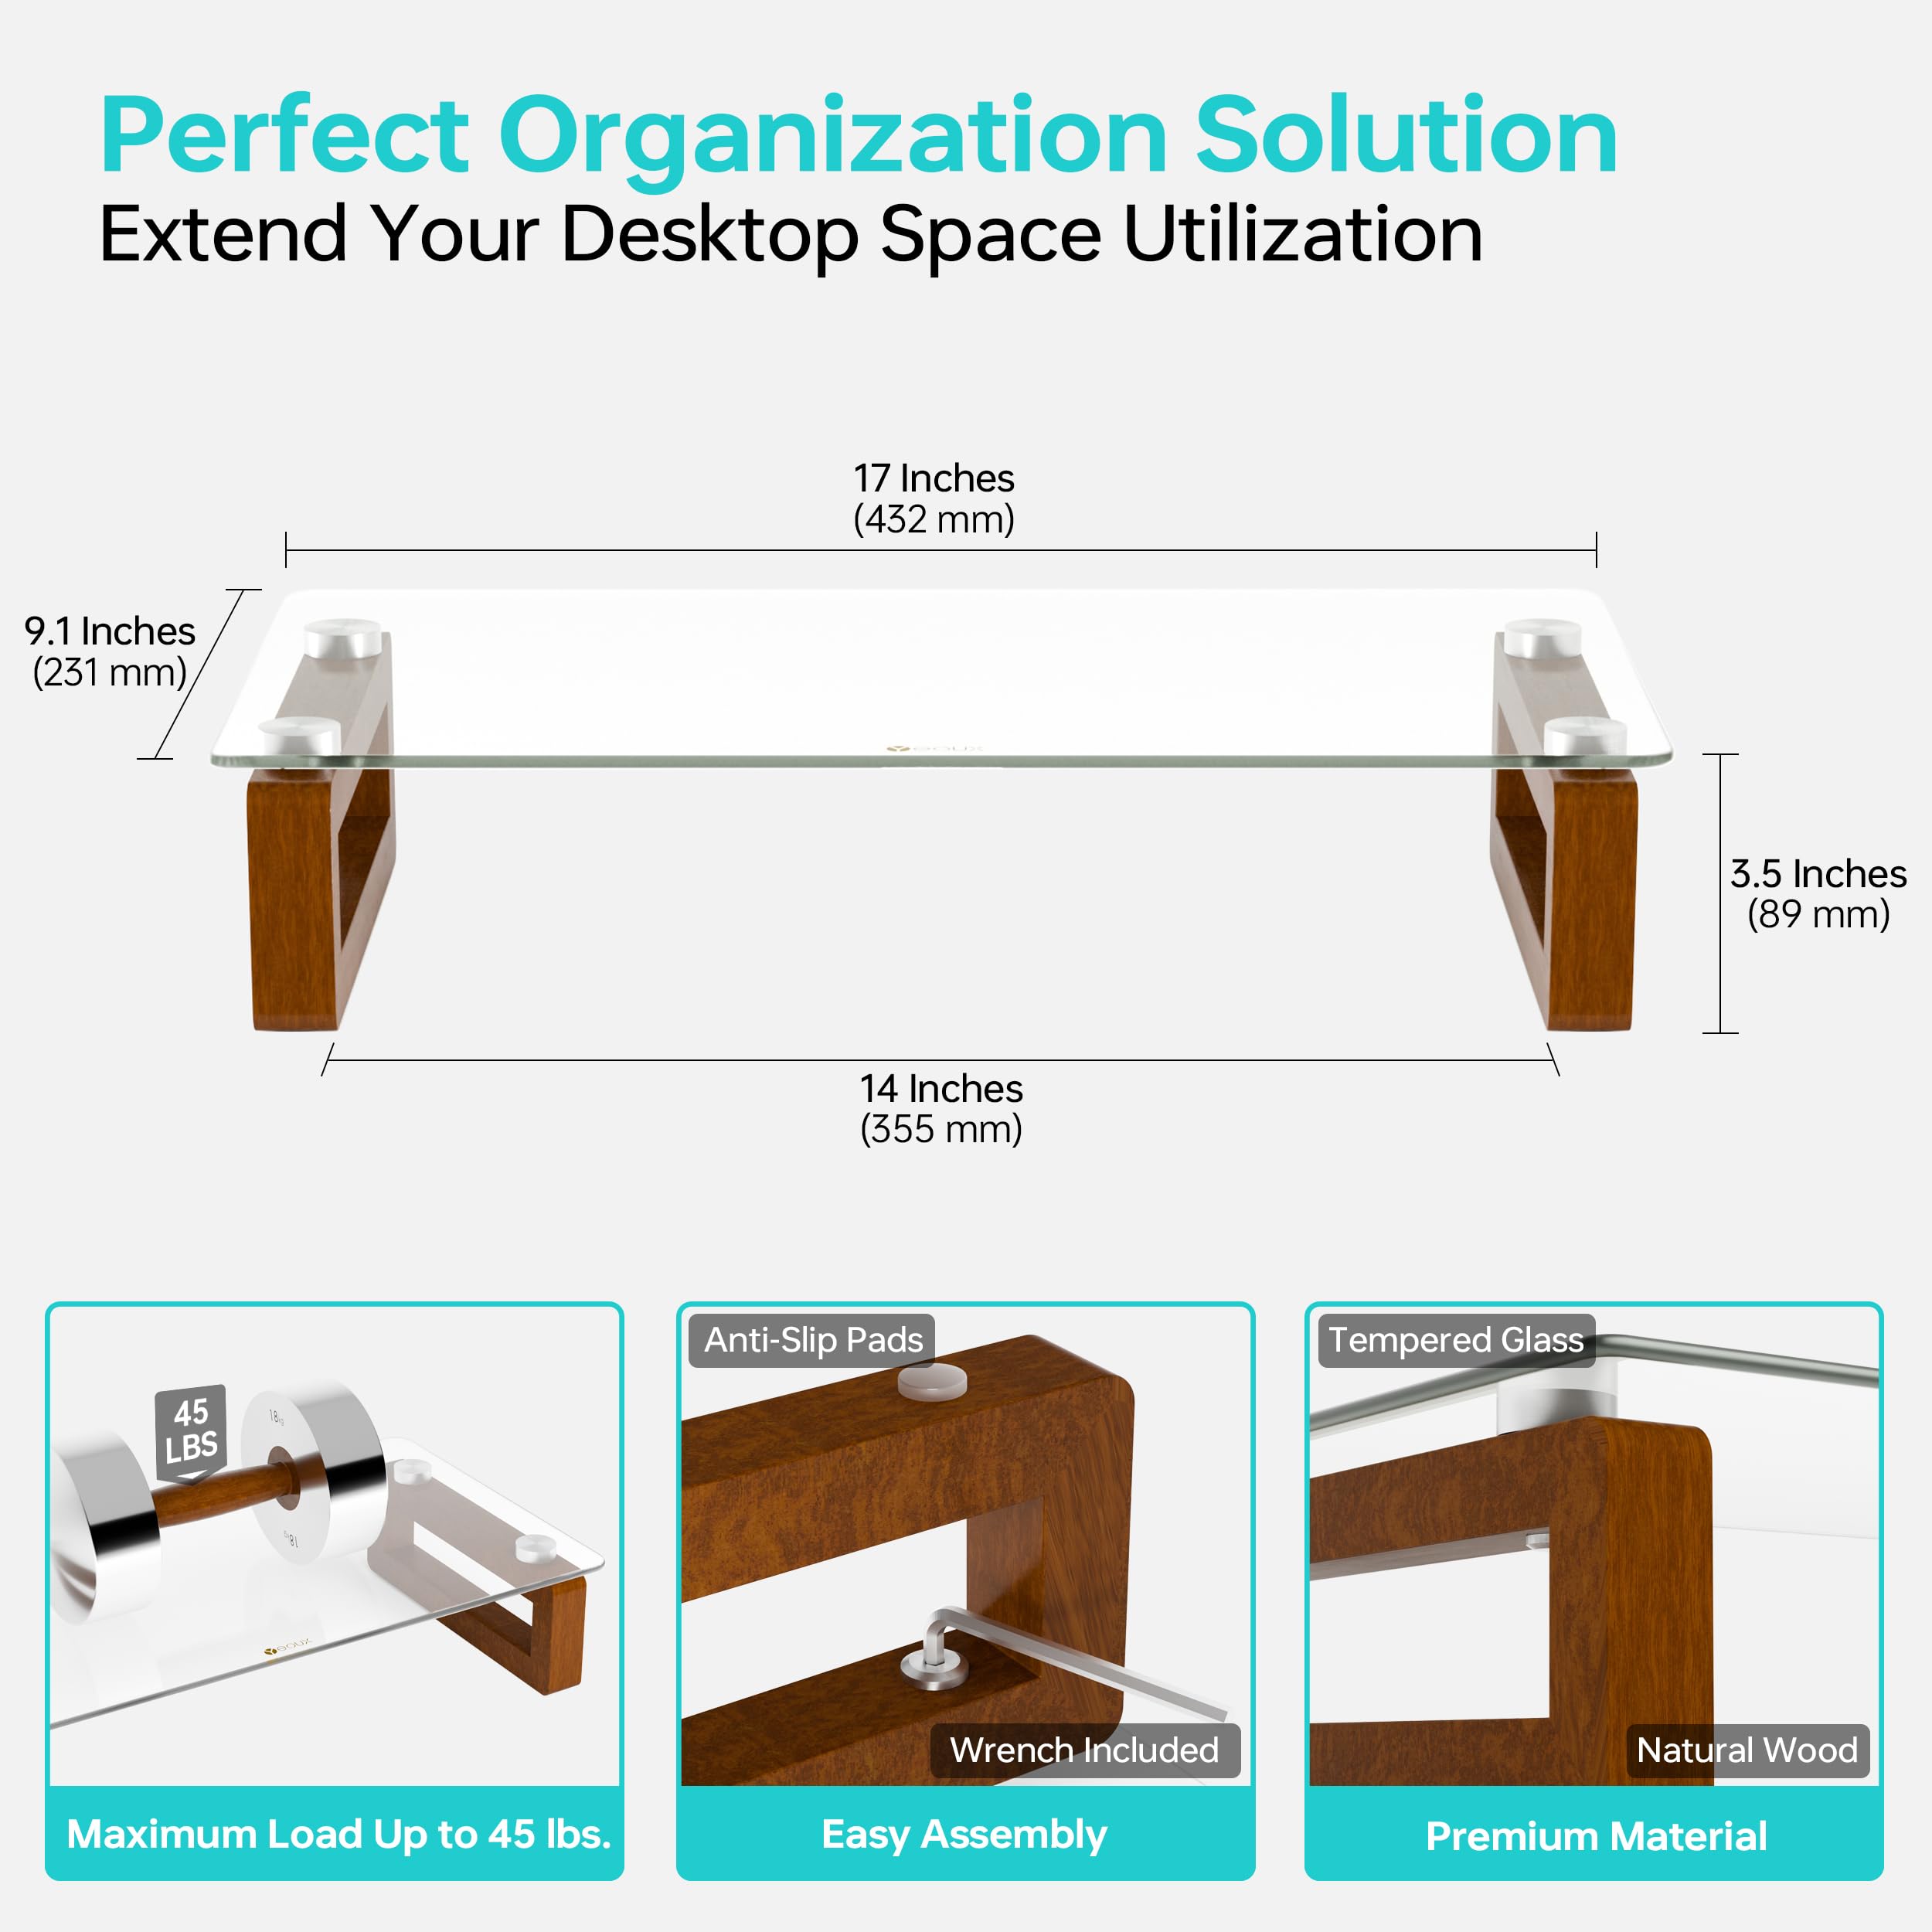 Perfect Organization Solution
Extend Your Desktop Space Utilization
17 Inches
(432 mm)
9.1 Inches
(231 mm)
3.5 Inches
(89 mm)
14 Inches
(355 mm)
45
LBS
Anti-Slip Pads
Wrench Included
Tempered Glass
Natural Wood
Maximum Load Up to 45 lbs.
Easy Assembly
Premium Material